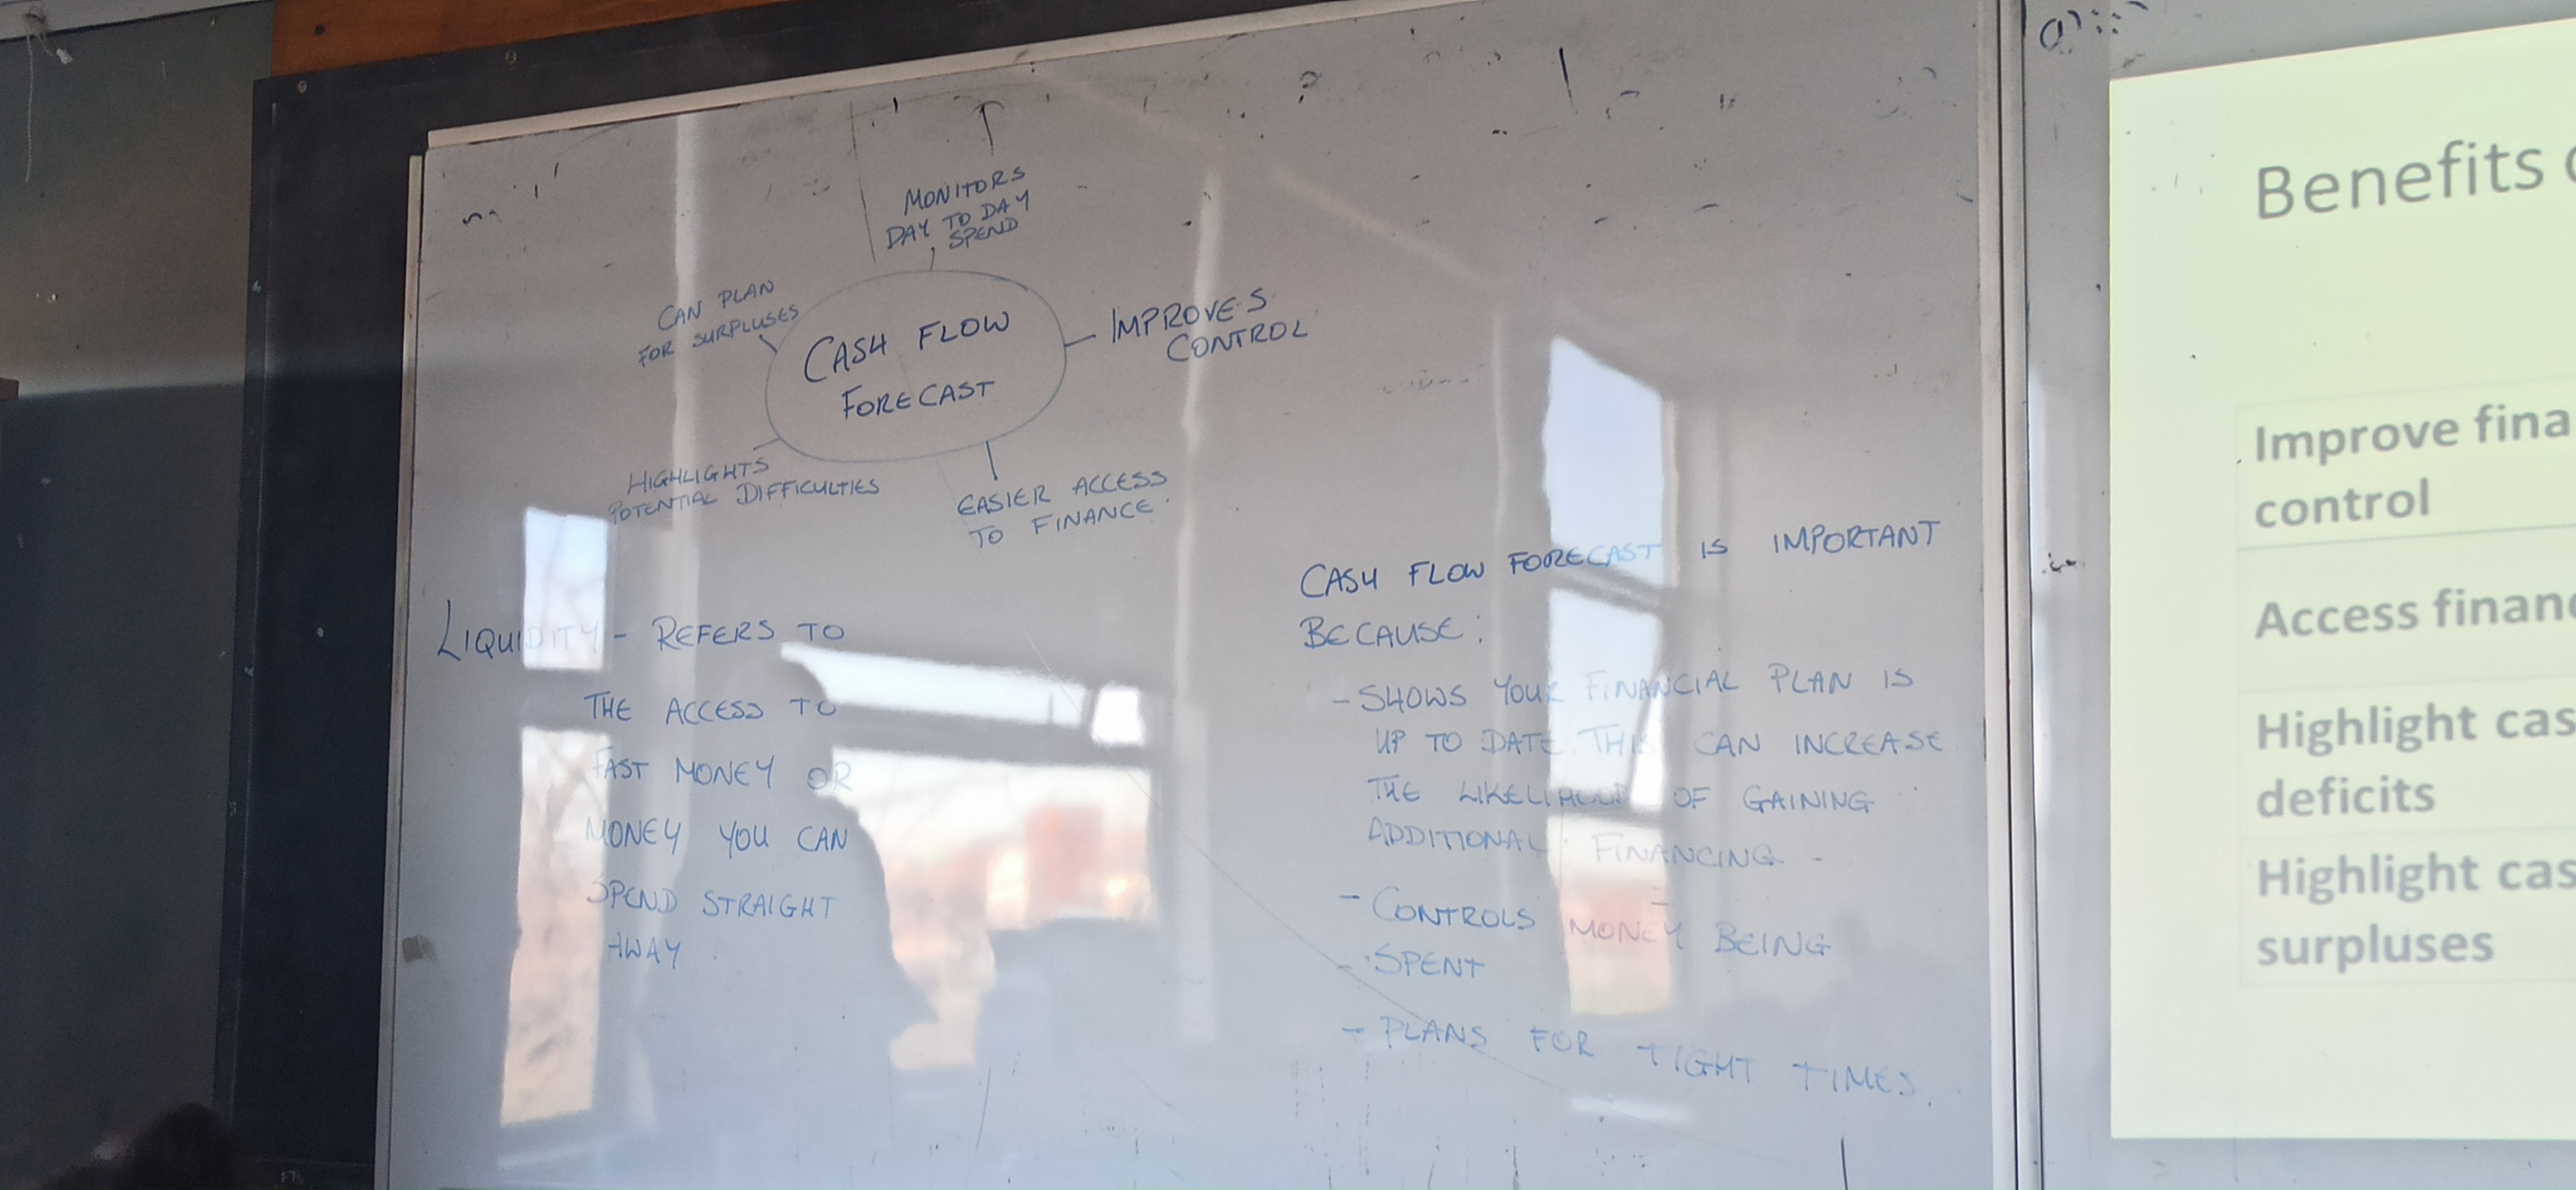 MONITORS
DAY TO DAY
SPEND
CAN PLAN
FOR SURPLUSES
CASH FLOW
FORECAST
IMPROVES
CONTROL
HIGHLIGHTS
POTENTIAL DIFFICULTIES
EASIER ACCESS
TO FINANCE.
LIQUIDITY - REFERS TO
THE ACCESS TO
FAST MONEY OR
MONEY YOU CAN
SPEND STRAIGHT
AWAY.
CASH FLOW FORECAST IS IMPORTANT
BECAUSE:
- SHOWS YOUR FINANCIAL PLAN IS
UP TO DATE. THIS CAN INCREASE
THE LIKELIHOOD OF GAINING
ADDITIONAL FINANCING -
- CONTROLS MONEY BEING
- SPENT
- PLANS FOR TIGHT TIMES.
Benefits
Improve fina
control
Access financ
Highlight cas
deficits
Highlight cas
surpluses